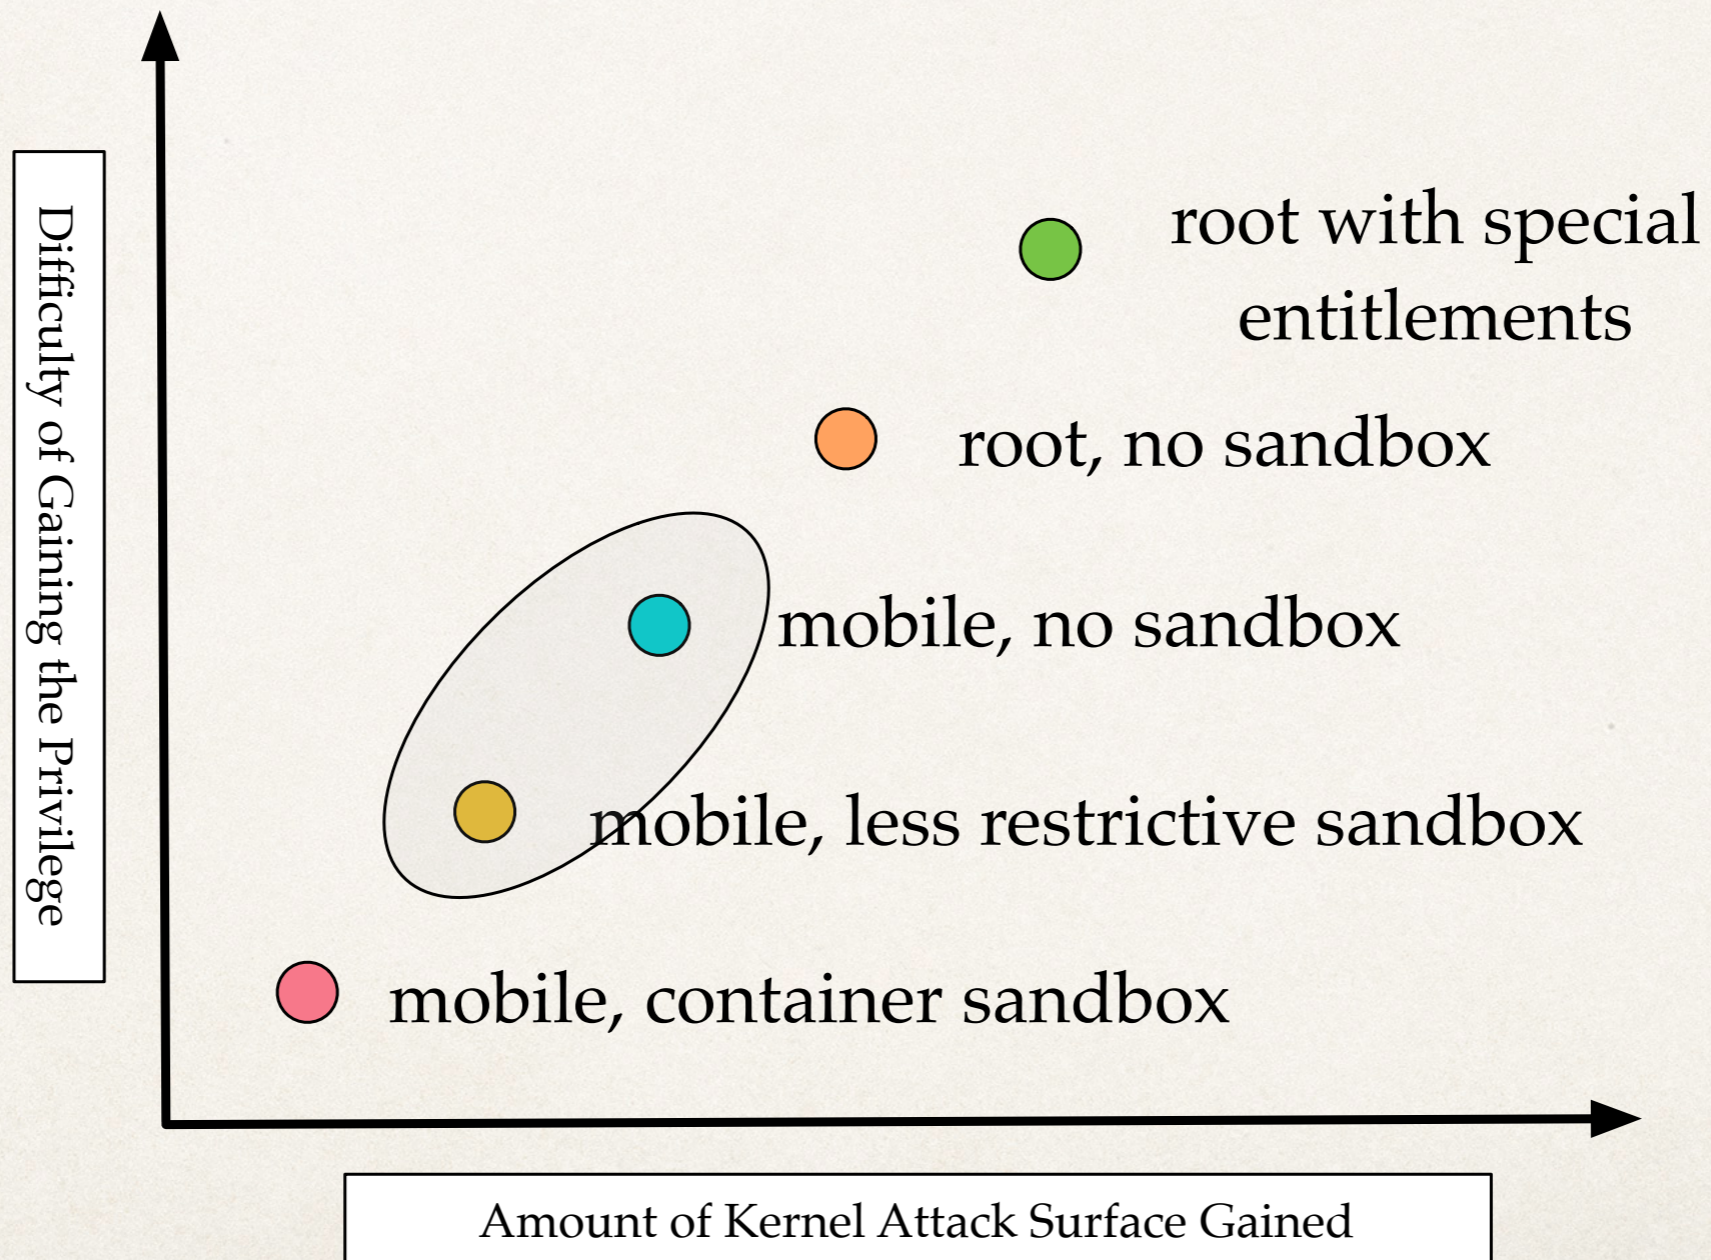 Difficulty of Gaining the Privilege
root with special
entitlements
root, no sandbox
mobile, no sandbox
mobile, less restrictive sandbox
mobile, container sandbox
Amount of Kernel Attack Surface Gained